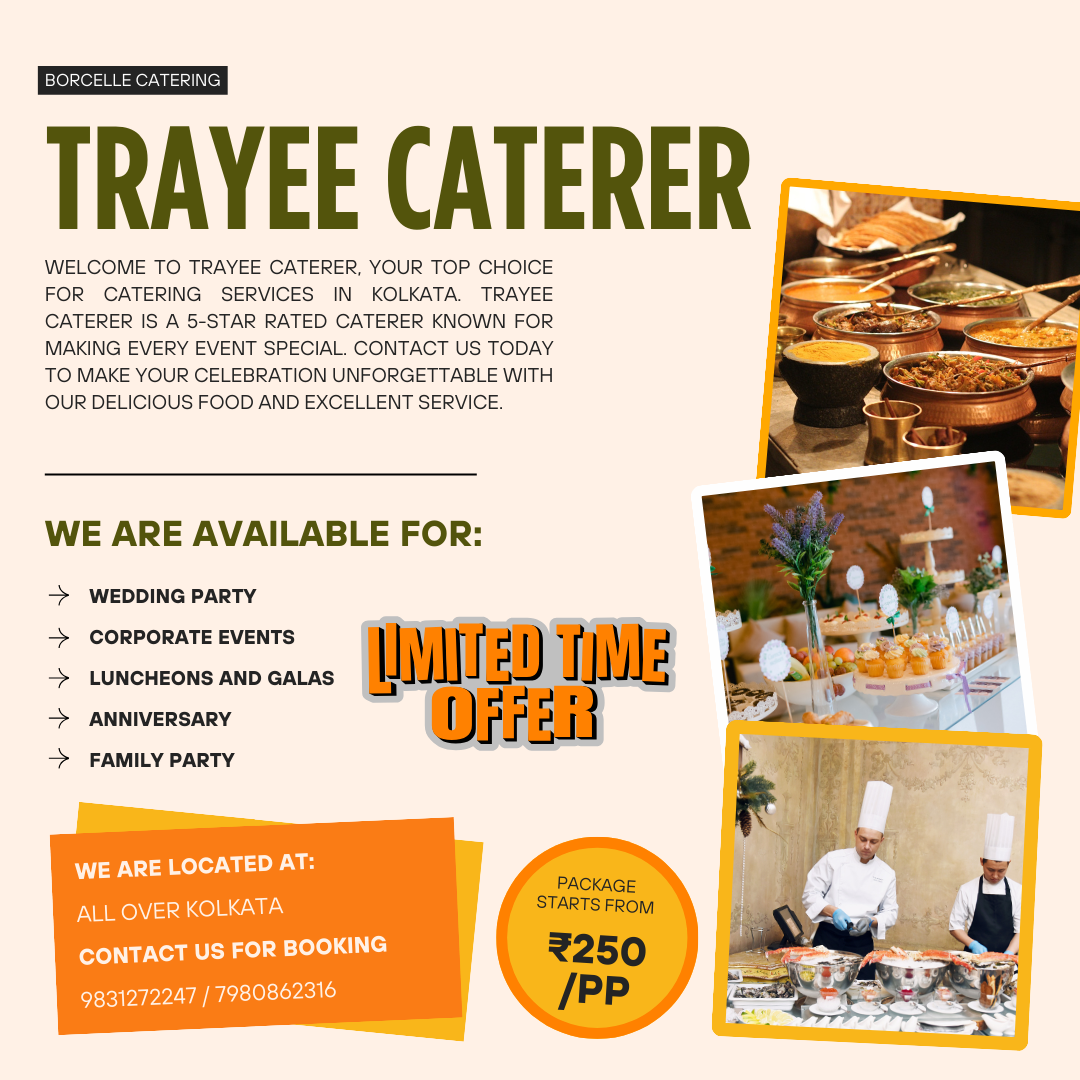 BORCELLE CATERING
TRAYEE CATERER
WELCOME TO TRAYEE CATERER, YOUR TOP CHOICE
FOR CATERING SERVICES IN KOLKATA. TRAYEE
CATERER IS A 5-STAR RATED CATERER KNOWN FOR
MAKING EVERY EVENT SPECIAL. CONTACT US TODAY
TO MAKE YOUR CELEBRATION UNFORGETTABLE WITH
OUR DELICIOUS FOOD AND EXCELLENT SERVICE.
WE ARE AVAILABLE FOR:
WEDDING PARTY
CORPORATE EVENTS
LUNCHEONS AND GALAS
ANNIVERSARY
FAMILY PARTY
LIMITED TIME
OFFER
WE ARE LOCATED AT:
ALL OVER KOLKATA
CONTACT US FOR BOOKING
9831272247 / 7980862316
PACKAGE
STARTS FROM
₹250
/PP